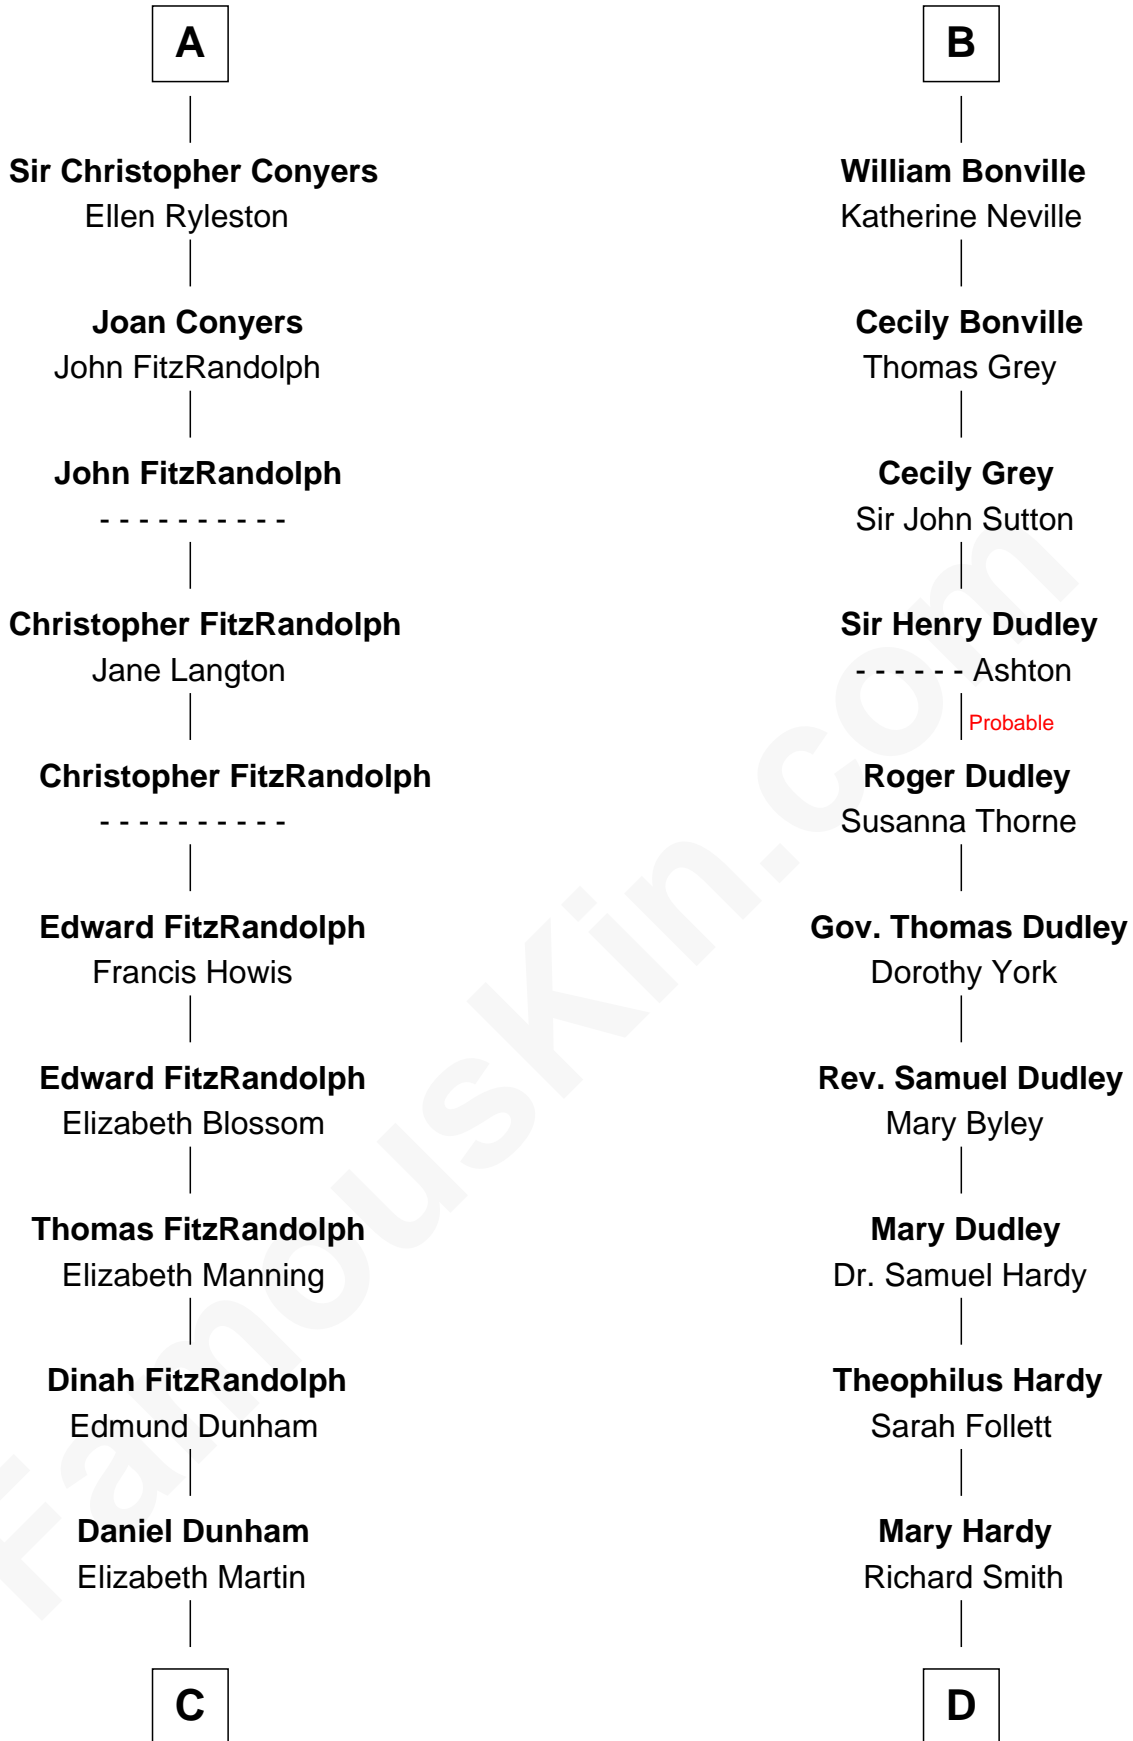 A
Sir Christopher Conyers
Ellen Ryleston
Joan Conyers
John FitzRandolph
John FitzRandolph
- - - - - - - - - -
Christopher FitzRandolph
Jane Langton
Christopher FitzRandolph
- - - - - - - - - -
Edward FitzRandolph
Francis Howis
Edward FitzRandolph
Elizabeth Blossom
Thomas FitzRandolph
Elizabeth Manning
Dinah FitzRandolph
Edmund Dunham
Daniel Dunham
Elizabeth Martin
C
B
William Bonville
Katherine Neville
Cecily Bonville
Thomas Grey
Cecily Grey
Sir John Sutton
Sir Henry Dudley
- - - - - - Ashton
Probable
Roger Dudley
Susanna Thorne
Gov. Thomas Dudley
Dorothy York
Rev. Samuel Dudley
Mary Byley
Mary Dudley
Dr. Samuel Hardy
Theophilus Hardy
Sarah Follett
Mary Hardy
Richard Smith
D
FamousKin.com